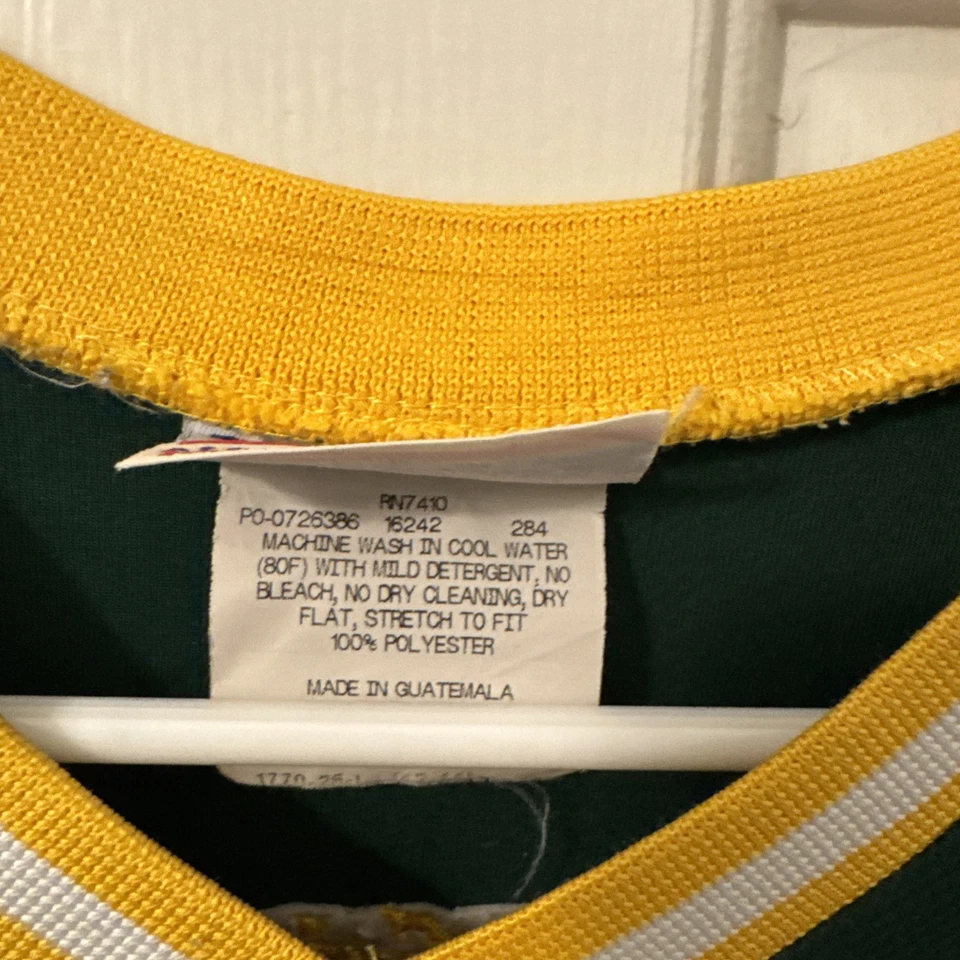 RN7410
PO-0726386 16242 284
MACHINE WASH IN COOL WATER
(80F) WITH MILD DETERGENT, NO
BLEACH, NO DRY CLEANING, DRY
FLAT, STRETCH TO FIT
100% POLYESTER
MADE IN GUATEMALA